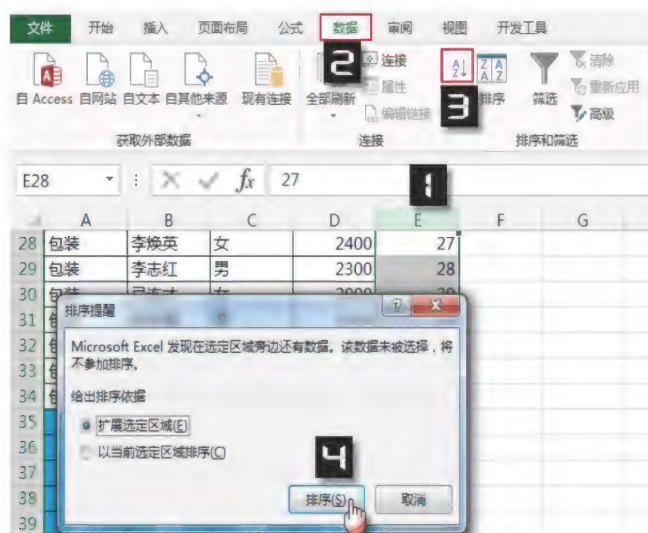 文件 开始 插入 页面布局 公式 数据 审阅 视图 开发工具
2 连接 清除
属性 3 排序 筛选 重新应用
自 Access 自网站 自文本 自其他来源 现有连接 全部刷新 编辑链接 高级
获取外部数据 连接 排序和筛选
E28 fx 27 1
A B C D E F G
28 包装 李焕英 女 2400 27
29 包装 李志红 男 2300 28
30
31
32
33
34
35
36
37
38
39
排序提醒
Microsoft Excel 发现在选定区域旁边还有数据。该数据未被选择，将
不参加排序。
给出排序依据
扩展选定区域(E)
以当前选定区域排序(C)
4
排序(S) 取消